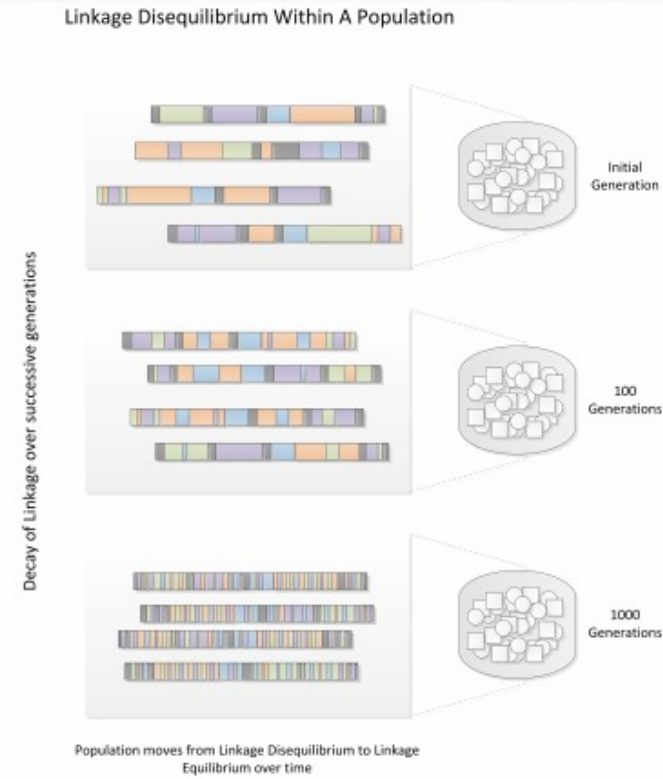 Linkage Disequilibrium Within A Population
Initial
Generation
Decay of Linkage over successive generations
100
Generations
1000
Generations
Population moves from Linkage Disequilibrium to Linkage
Equilibrium over time